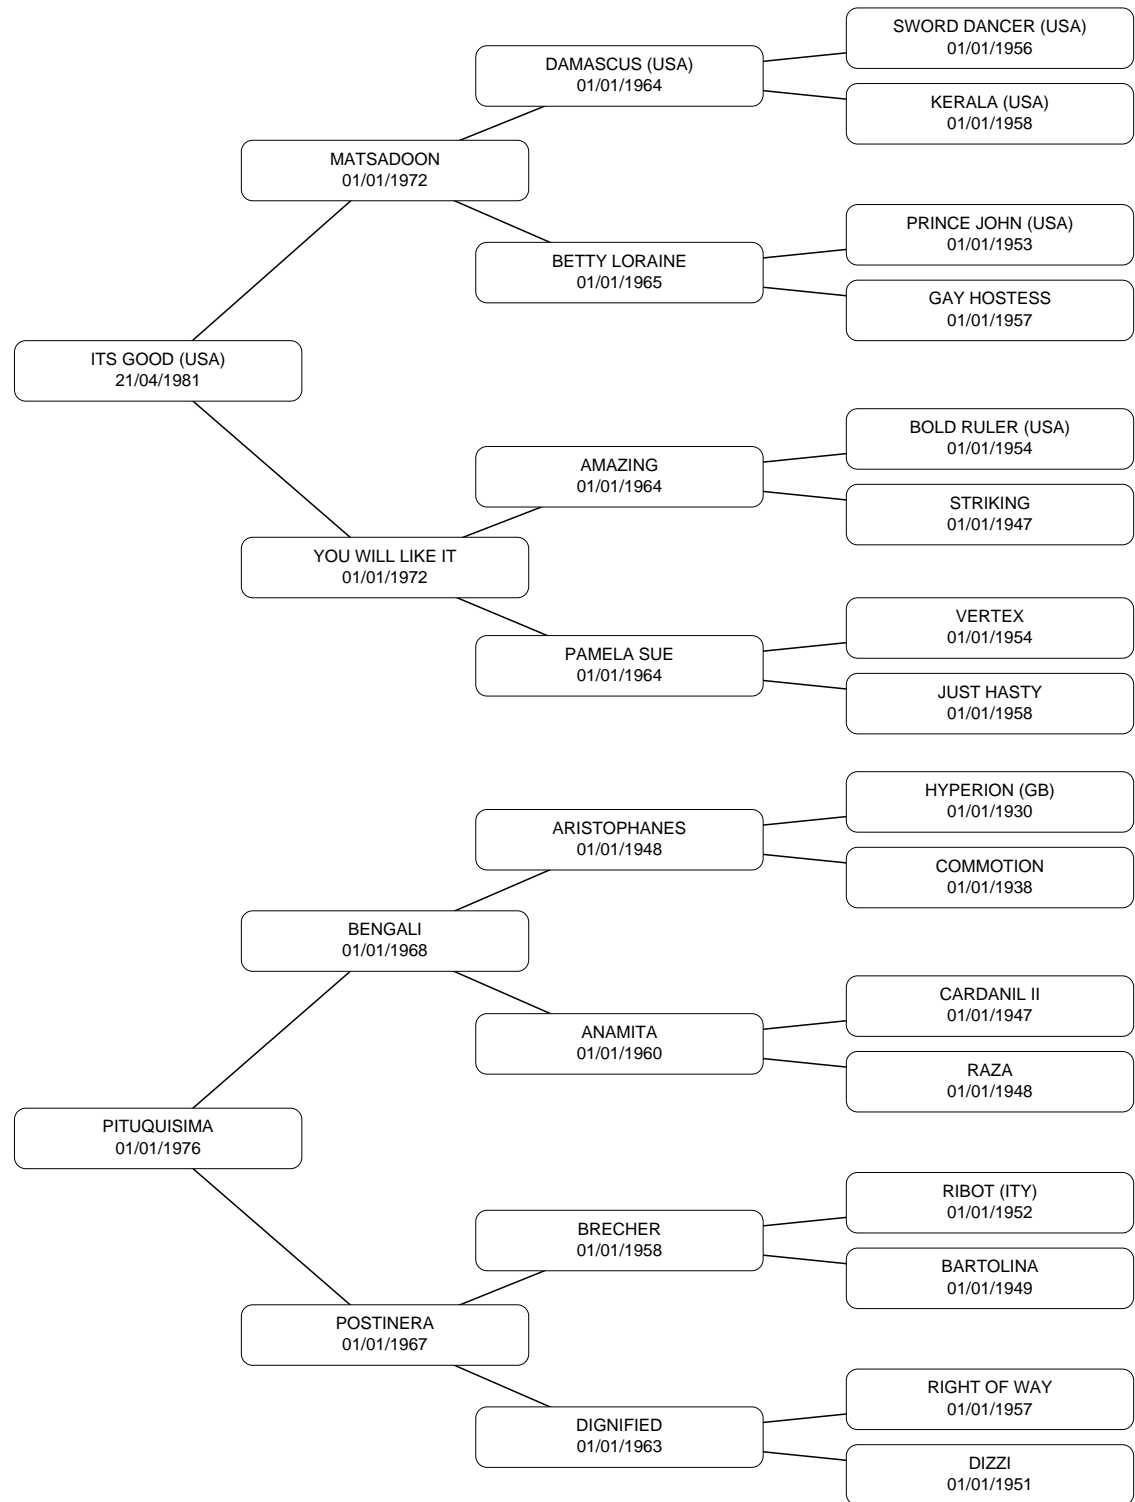 SWORD DANCER (USA)
01/01/1956
DAMASCUS (USA)
01/01/1964
KERALA (USA)
01/01/1958
MATSADOON
01/01/1972
PRINCE JOHN (USA)
01/01/1953
BETTY LORAINE
01/01/1965
GAY HOSTESS
01/01/1957
ITS GOOD (USA)
21/04/1981
BOLD RULER (USA)
01/01/1954
AMAZING
01/01/1964
STRIKING
01/01/1947
YOU WILL LIKE IT
01/01/1972
VERTEX
01/01/1954
PAMELA SUE
01/01/1964
JUST HASTY
01/01/1958
HYPERION (GB)
01/01/1930
ARISTOPHANES
01/01/1948
COMMOTION
01/01/1938
BENGALI
01/01/1968
CARDANIL II
01/01/1947
ANAMITA
01/01/1960
RAZA
01/01/1948
PITUQUISIMA
01/01/1976
RIBOT (ITY)
01/01/1952
BRECHER
01/01/1958
BARTOLINA
01/01/1949
POSTINERA
01/01/1967
RIGHT OF WAY
01/01/1957
DIGNIFIED
01/01/1963
DIZZI
01/01/1951